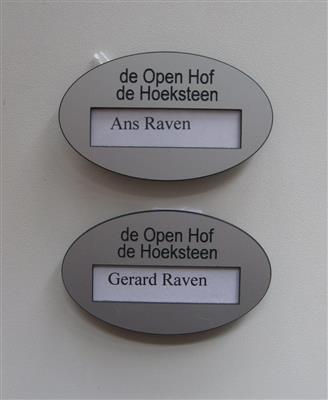 de Open Hof
de Hoeksteen
Ans Raven
de Open Hof
de Hoeksteen
Gerard Raven